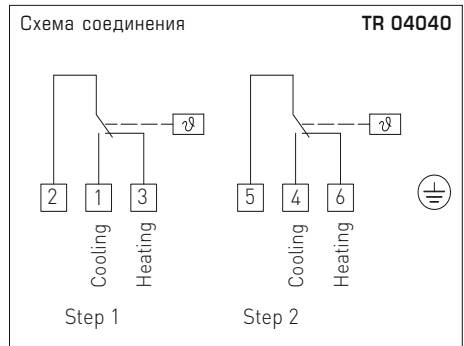 Схема соединения TR 04040
ϑ ϑ
2 1 3 5 4 6
Cooling Heating Cooling Heating
Step 1 Step 2